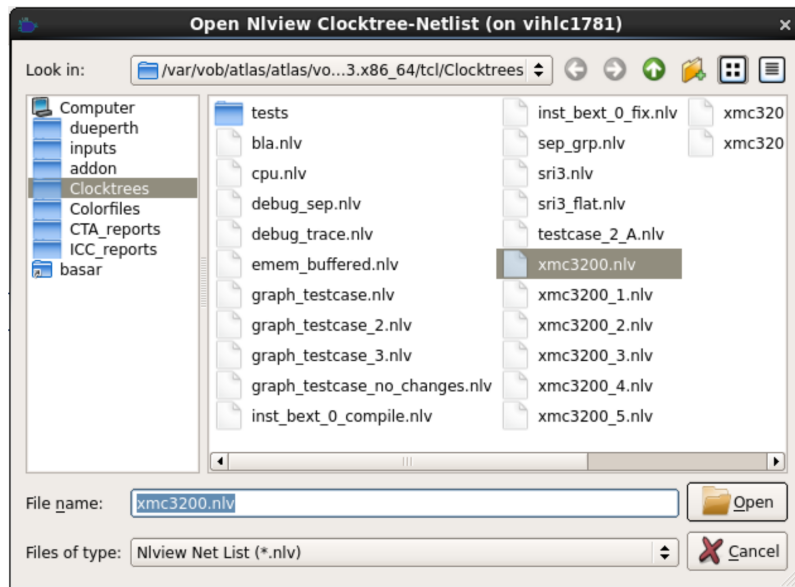 Open Nlview Clocktree-Netlist (on vihlc1781)
Look in:
/var/vob/atlas/atlas/vo...3.x86_64/tcl/Clocktrees
Computer
dueperth
inputs
addon
Clocktrees
Colorfiles
CTA_reports
ICC_reports
basar
tests
bla.nlv
cpu.nlv
debug_sep.nlv
debug_trace.nlv
emem_buffered.nlv
graph_testcase.nlv
graph_testcase_2.nlv
graph_testcase_3.nlv
graph_testcase_no_changes.nlv
inst_bext_0_compile.nlv
inst_bext_0_fix.nlv
sep_grp.nlv
sri3.nlv
sri3_flat.nlv
testcase_2_A.nlv
xmc3200.nlv
xmc3200_1.nlv
xmc3200_2.nlv
xmc3200_3.nlv
xmc3200_4.nlv
xmc3200_5.nlv
xmc320
xmc320
File name:
xmc3200.nlv
Open
Files of type:
Nlview Net List (*.nlv)
Cancel